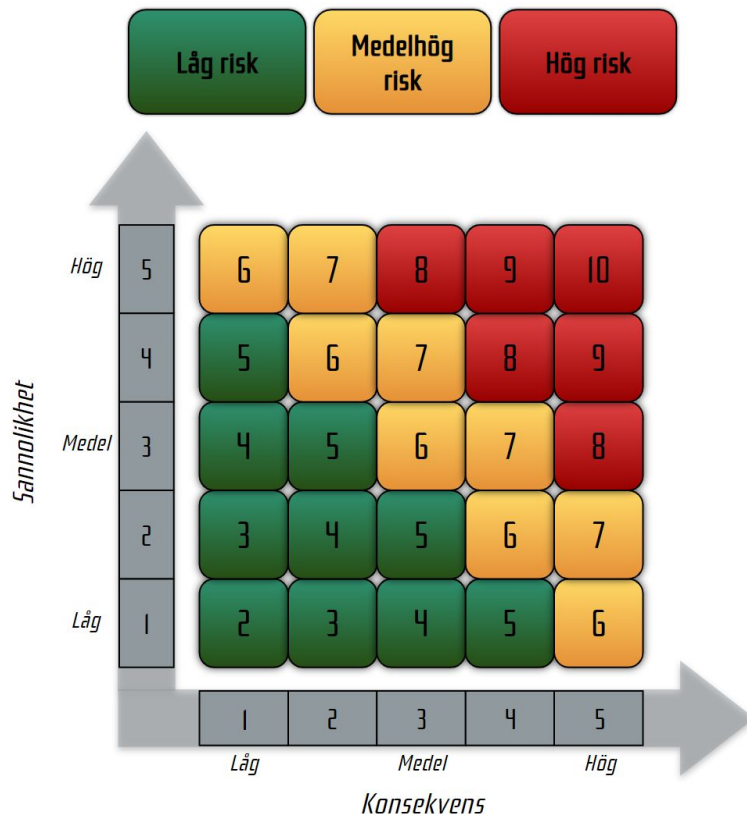 Låg risk
Medelhög
risk
Hög risk
Hög 5 6 7 8 9 10
4 5 6 7 8 9
Medel 3 4 5 6 7 8
2 3 4 5 6 7
Låg 1 2 3 4 5 6
Sannolikhet
1 2 3 4 5
Låg Medel Hög
Konsekvens